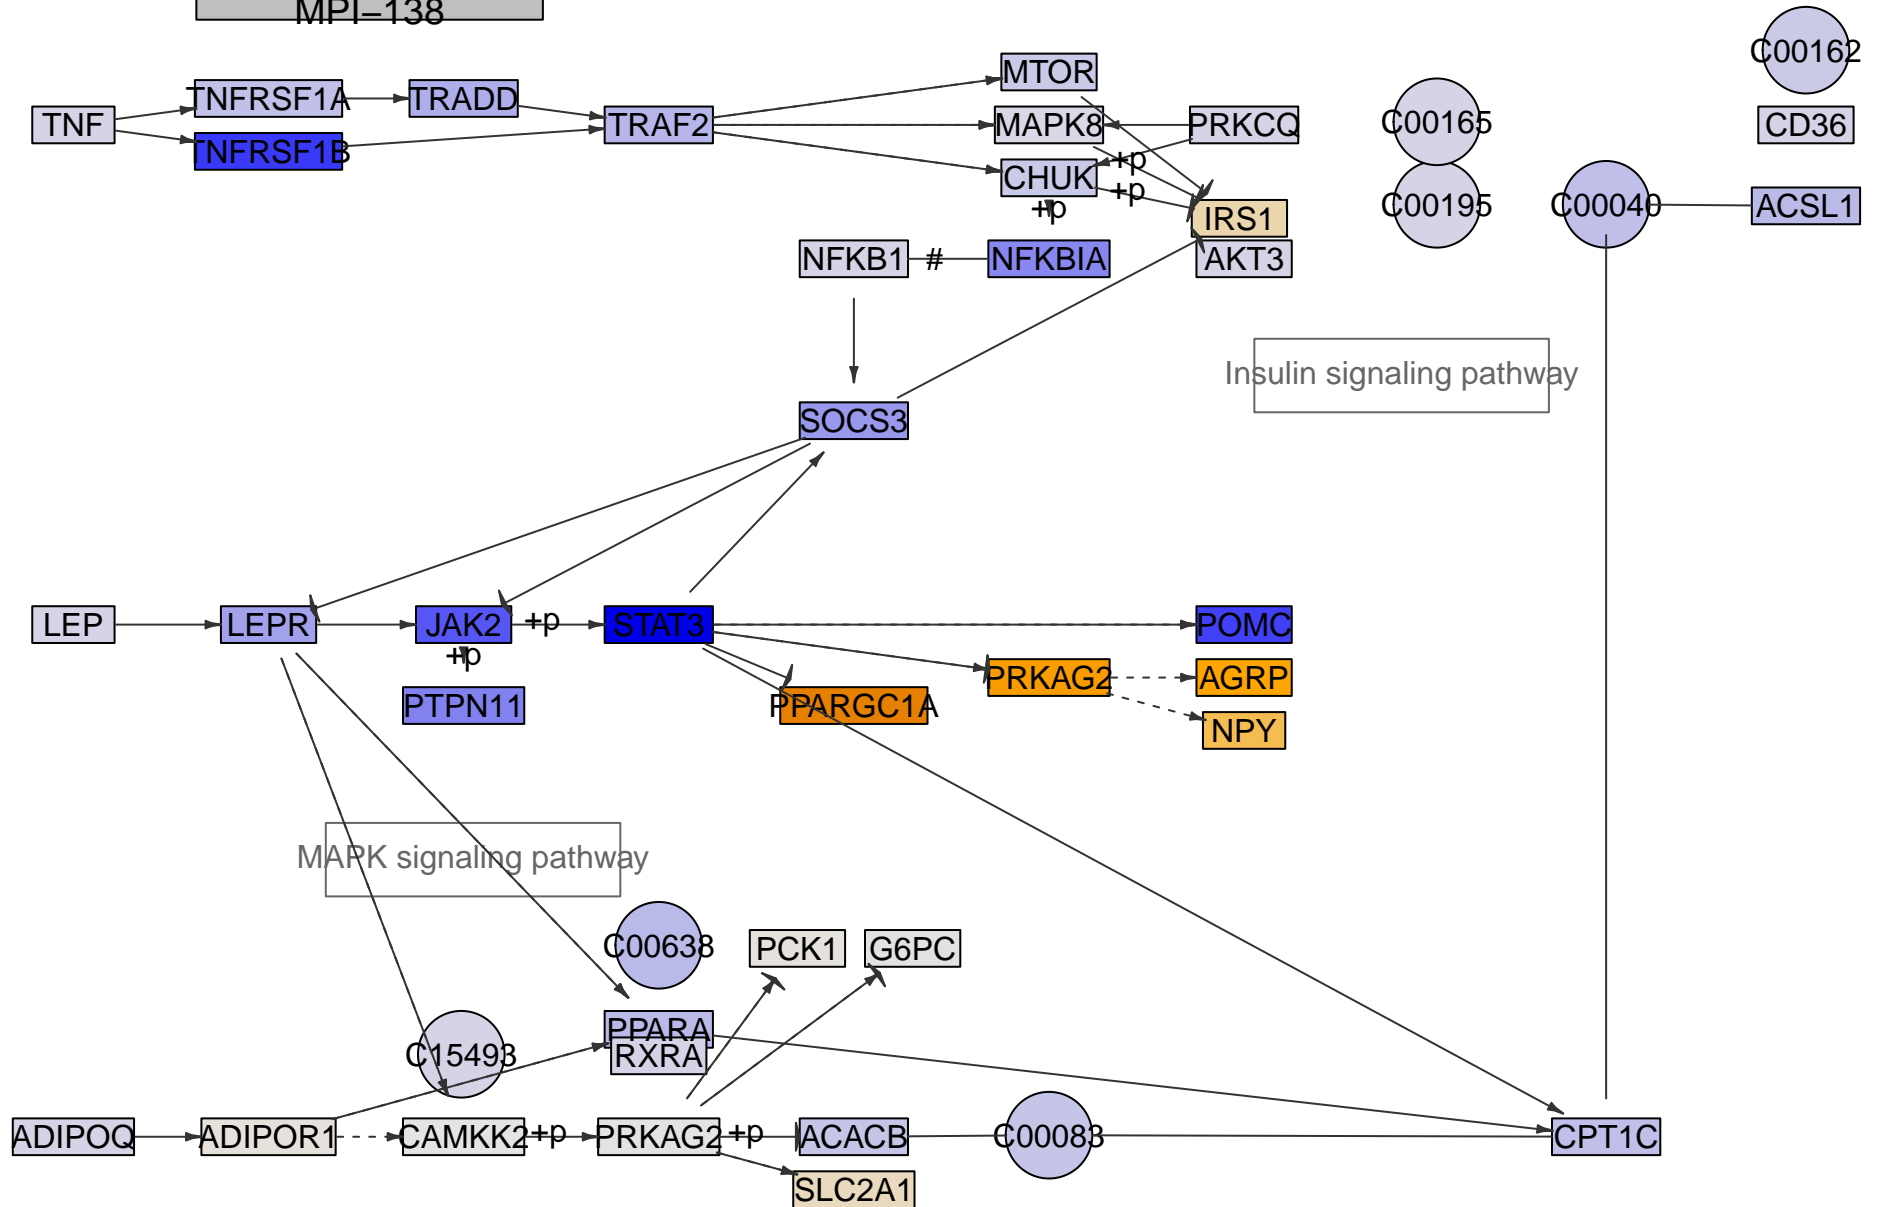 MPI−138
C00162
MTOR
TNFRSF1A
TRADD
TNF
TRAF2
MAPK8
PRKCQ
C00165
CD36
TNFRSF1B
+p
CHUK
+p
+p
IRS1
C00195
C00040
ACSL1
NFKB1
#
NFKBIA
AKT3
Insulin signaling pathway
SOCS3
LEP
LEPR
JAK2
+p
STAT3
POMC
+p
PRKAG2
AGRP
PTPN11
PPARGC1A
NPY
MAPK signaling pathway
C00638
PCK1
G6PC
PPARA
C15493
RXRA
ADIPOQ
ADIPOR1
CAMKK2
+p
PRKAG2
+p
ACACB
C00083
CPT1C
SLC2A1